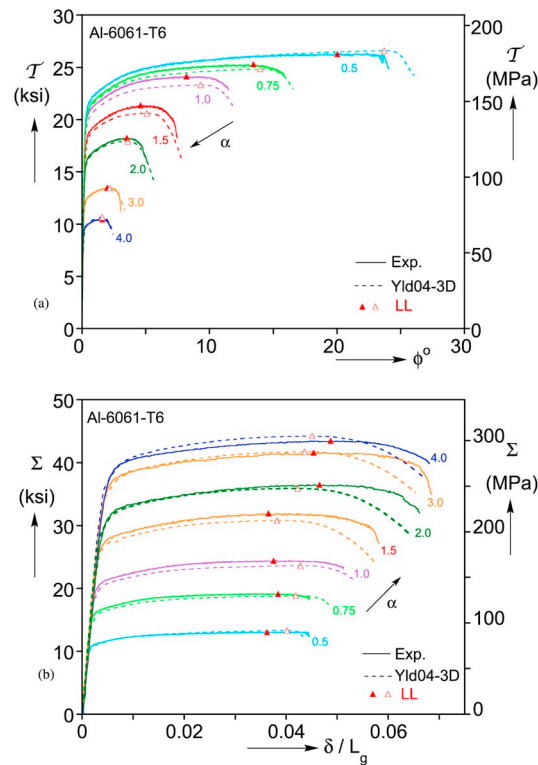 Al-6061-T6
𝒯
(ksi)
30
25
20
15
10
5
0
0.5
0.75
1.0
1.5
2.0
3.0
4.0
α
𝒯
(MPa)
200
150
100
50
0
Exp.
Yld04-3D
LL
(a)
0
10
20
30
ϕ°
Al-6061-T6
Σ
(ksi)
50
40
30
20
10
0
4.0
3.0
2.0
1.5
1.0
0.75
0.5
α
Σ
(MPa)
300
200
100
0
Exp.
Yld04-3D
LL
(b)
0
0.02
0.04
0.06
δ / Lg